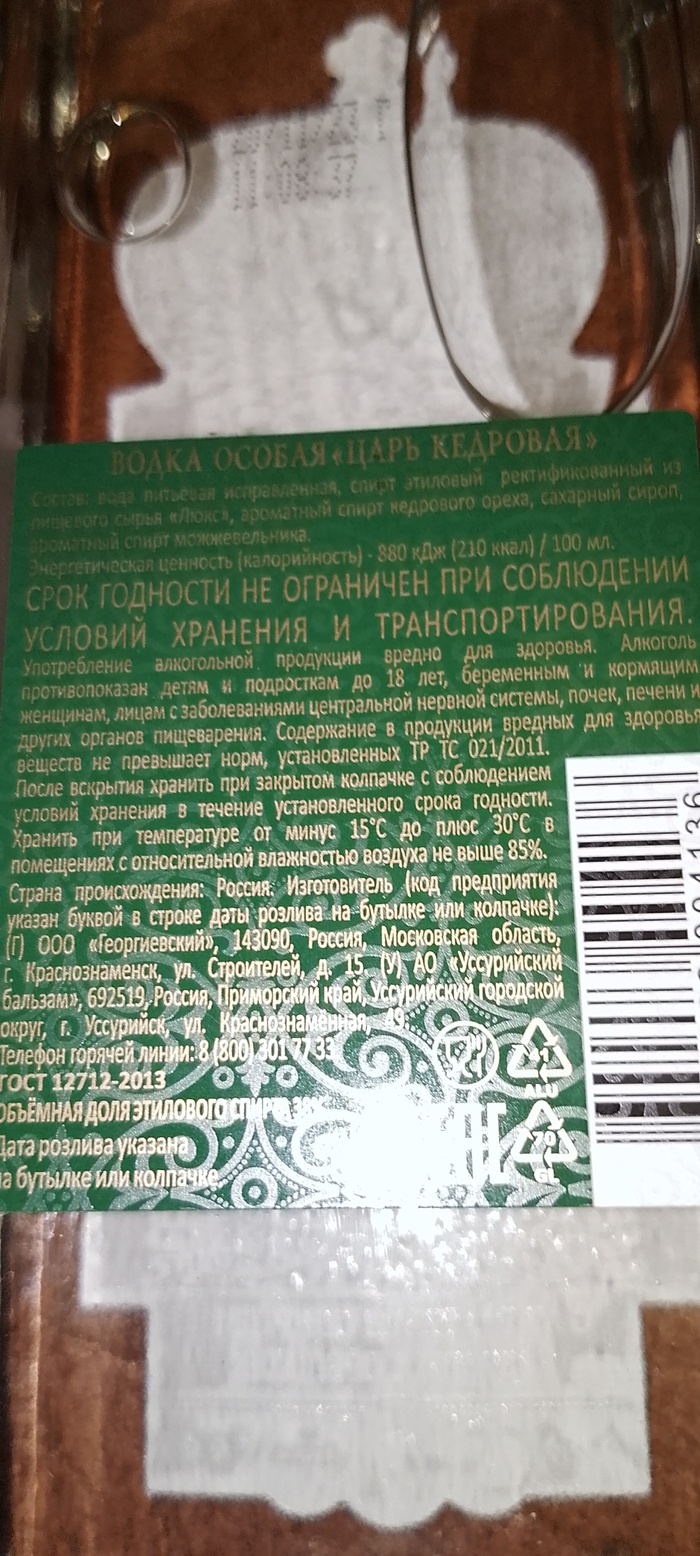 ВОДКА ОСОБАЯ «ЦАРЬ КЕДРОВАЯ»
Состав: вода питьевая исправленная, спирт этиловый ректификованный из
пищевого сырья «Люкс», ароматный спирт кедрового ореха, сахарный сироп,
ароматный спирт можжевельника.
Энергетическая ценность (калорийность) - 880 кДж (210 ккал) / 100 мл.
СРОК ГОДНОСТИ НЕ ОГРАНИЧЕН ПРИ СОБЛЮДЕНИИ
УСЛОВИЙ ХРАНЕНИЯ И ТРАНСПОРТИРОВАНИЯ.
Употребление алкогольной продукции вредно для здоровья. Алкоголь
противопоказан детям и подросткам до 18 лет, беременным и кормящим
женщинам, лицам с заболеваниями центральной нервной системы, почек, печени и
других органов пищеварения. Содержание в продукции вредных для здоровья
веществ не превышает норм, установленных ТР ТС 021/2011.
После вскрытия хранить при закрытом колпачке с соблюдением
условий хранения в течение установленного срока годности.
Хранить при температуре от минус 15°С до плюс 30°С в
помещениях с относительной влажностью воздуха не выше 85%.
Страна происхождения: Россия. Изготовитель (код предприятия
указан буквой в строке даты розлива на бутылке или колпачке):
(Г) ООО «Георгиевский», 143090, Россия, Московская область,
г. Краснознаменск, ул. Строителей, д. 15. (У) АО «Уссурийский
бальзам», 692519, Россия, Приморский край, Уссурийский городской
округ, г. Уссурийск, ул. Краснознамённая, 49.
Телефон горячей линии: 8 (800) 301 77 33
ГОСТ 12712-2013
ОБЪЁМНАЯ ДОЛЯ ЭТИЛОВОГО СПИРТА
Дата розлива указана
на бутылке или колпачке.
41
ALU
EAC
70
GL